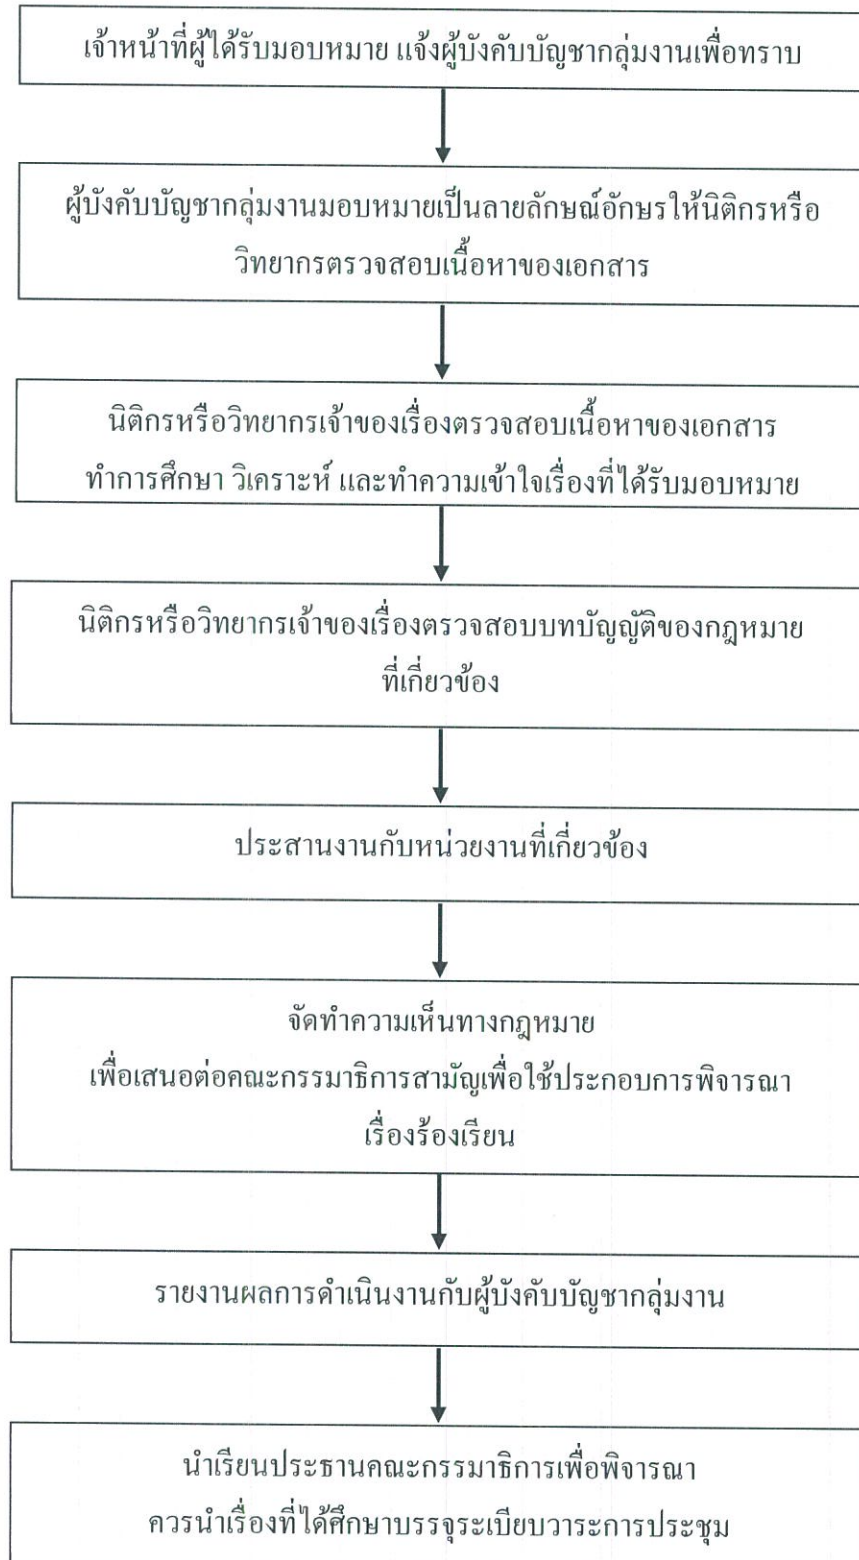 เจ้าหน้าที่ผู้ได้รับมอบหมาย แจ้งผู้บังคับบัญชากลุ่มงานเพื่อทราบ
ผู้บังคับบัญชากลุ่มงานมอบหมายเป็นลายลักษณ์อักษรให้นิติกรหรือ
วิทยากรตรวจสอบเนื้อหาของเอกสาร
นิติกรหรือวิทยากรเจ้าของเรื่องตรวจสอบเนื้อหาของเอกสาร
ทำการศึกษา วิเคราะห์ และทำความเข้าใจเรื่องที่ได้รับมอบหมาย
นิติกรหรือวิทยากรเจ้าของเรื่องตรวจสอบบทบัญญัติของกฎหมาย
ที่เกี่ยวข้อง
ประสานงานกับหน่วยงานที่เกี่ยวข้อง
จัดทำความเห็นทางกฎหมาย
เพื่อเสนอต่อคณะกรรมาธิการสามัญเพื่อใช้ประกอบการพิจารณา
เรื่องร้องเรียน
รายงานผลการดำเนินงานกับผู้บังคับบัญชากลุ่มงาน
นำเรียนประธานคณะกรรมาธิการเพื่อพิจารณา
ควรนำเรื่องที่ได้ศึกษาบรรจุระเบียบวาระการประชุม